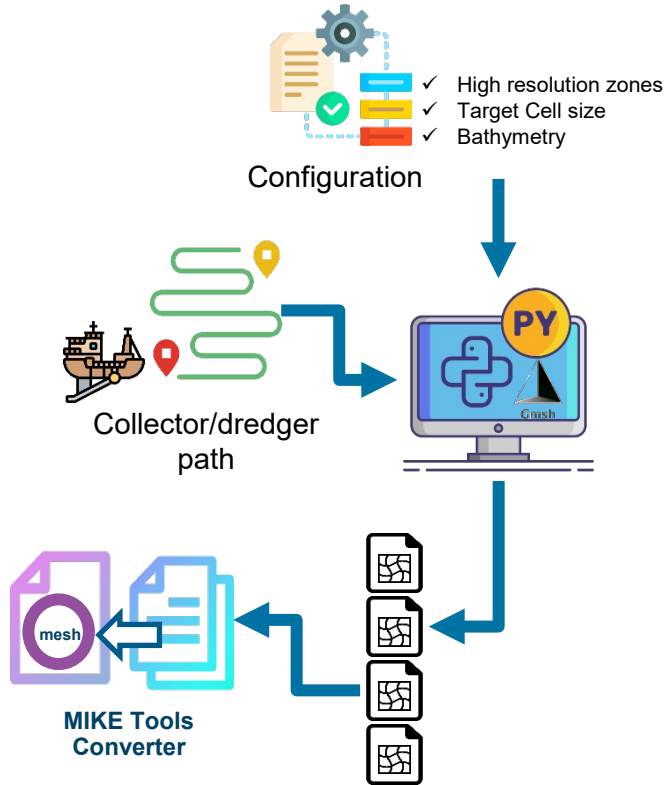 High resolution zones
Target Cell size
Bathymetry
Configuration
PY
Gmsh
Collector/dredger
path
mesh
MIKE Tools
Converter